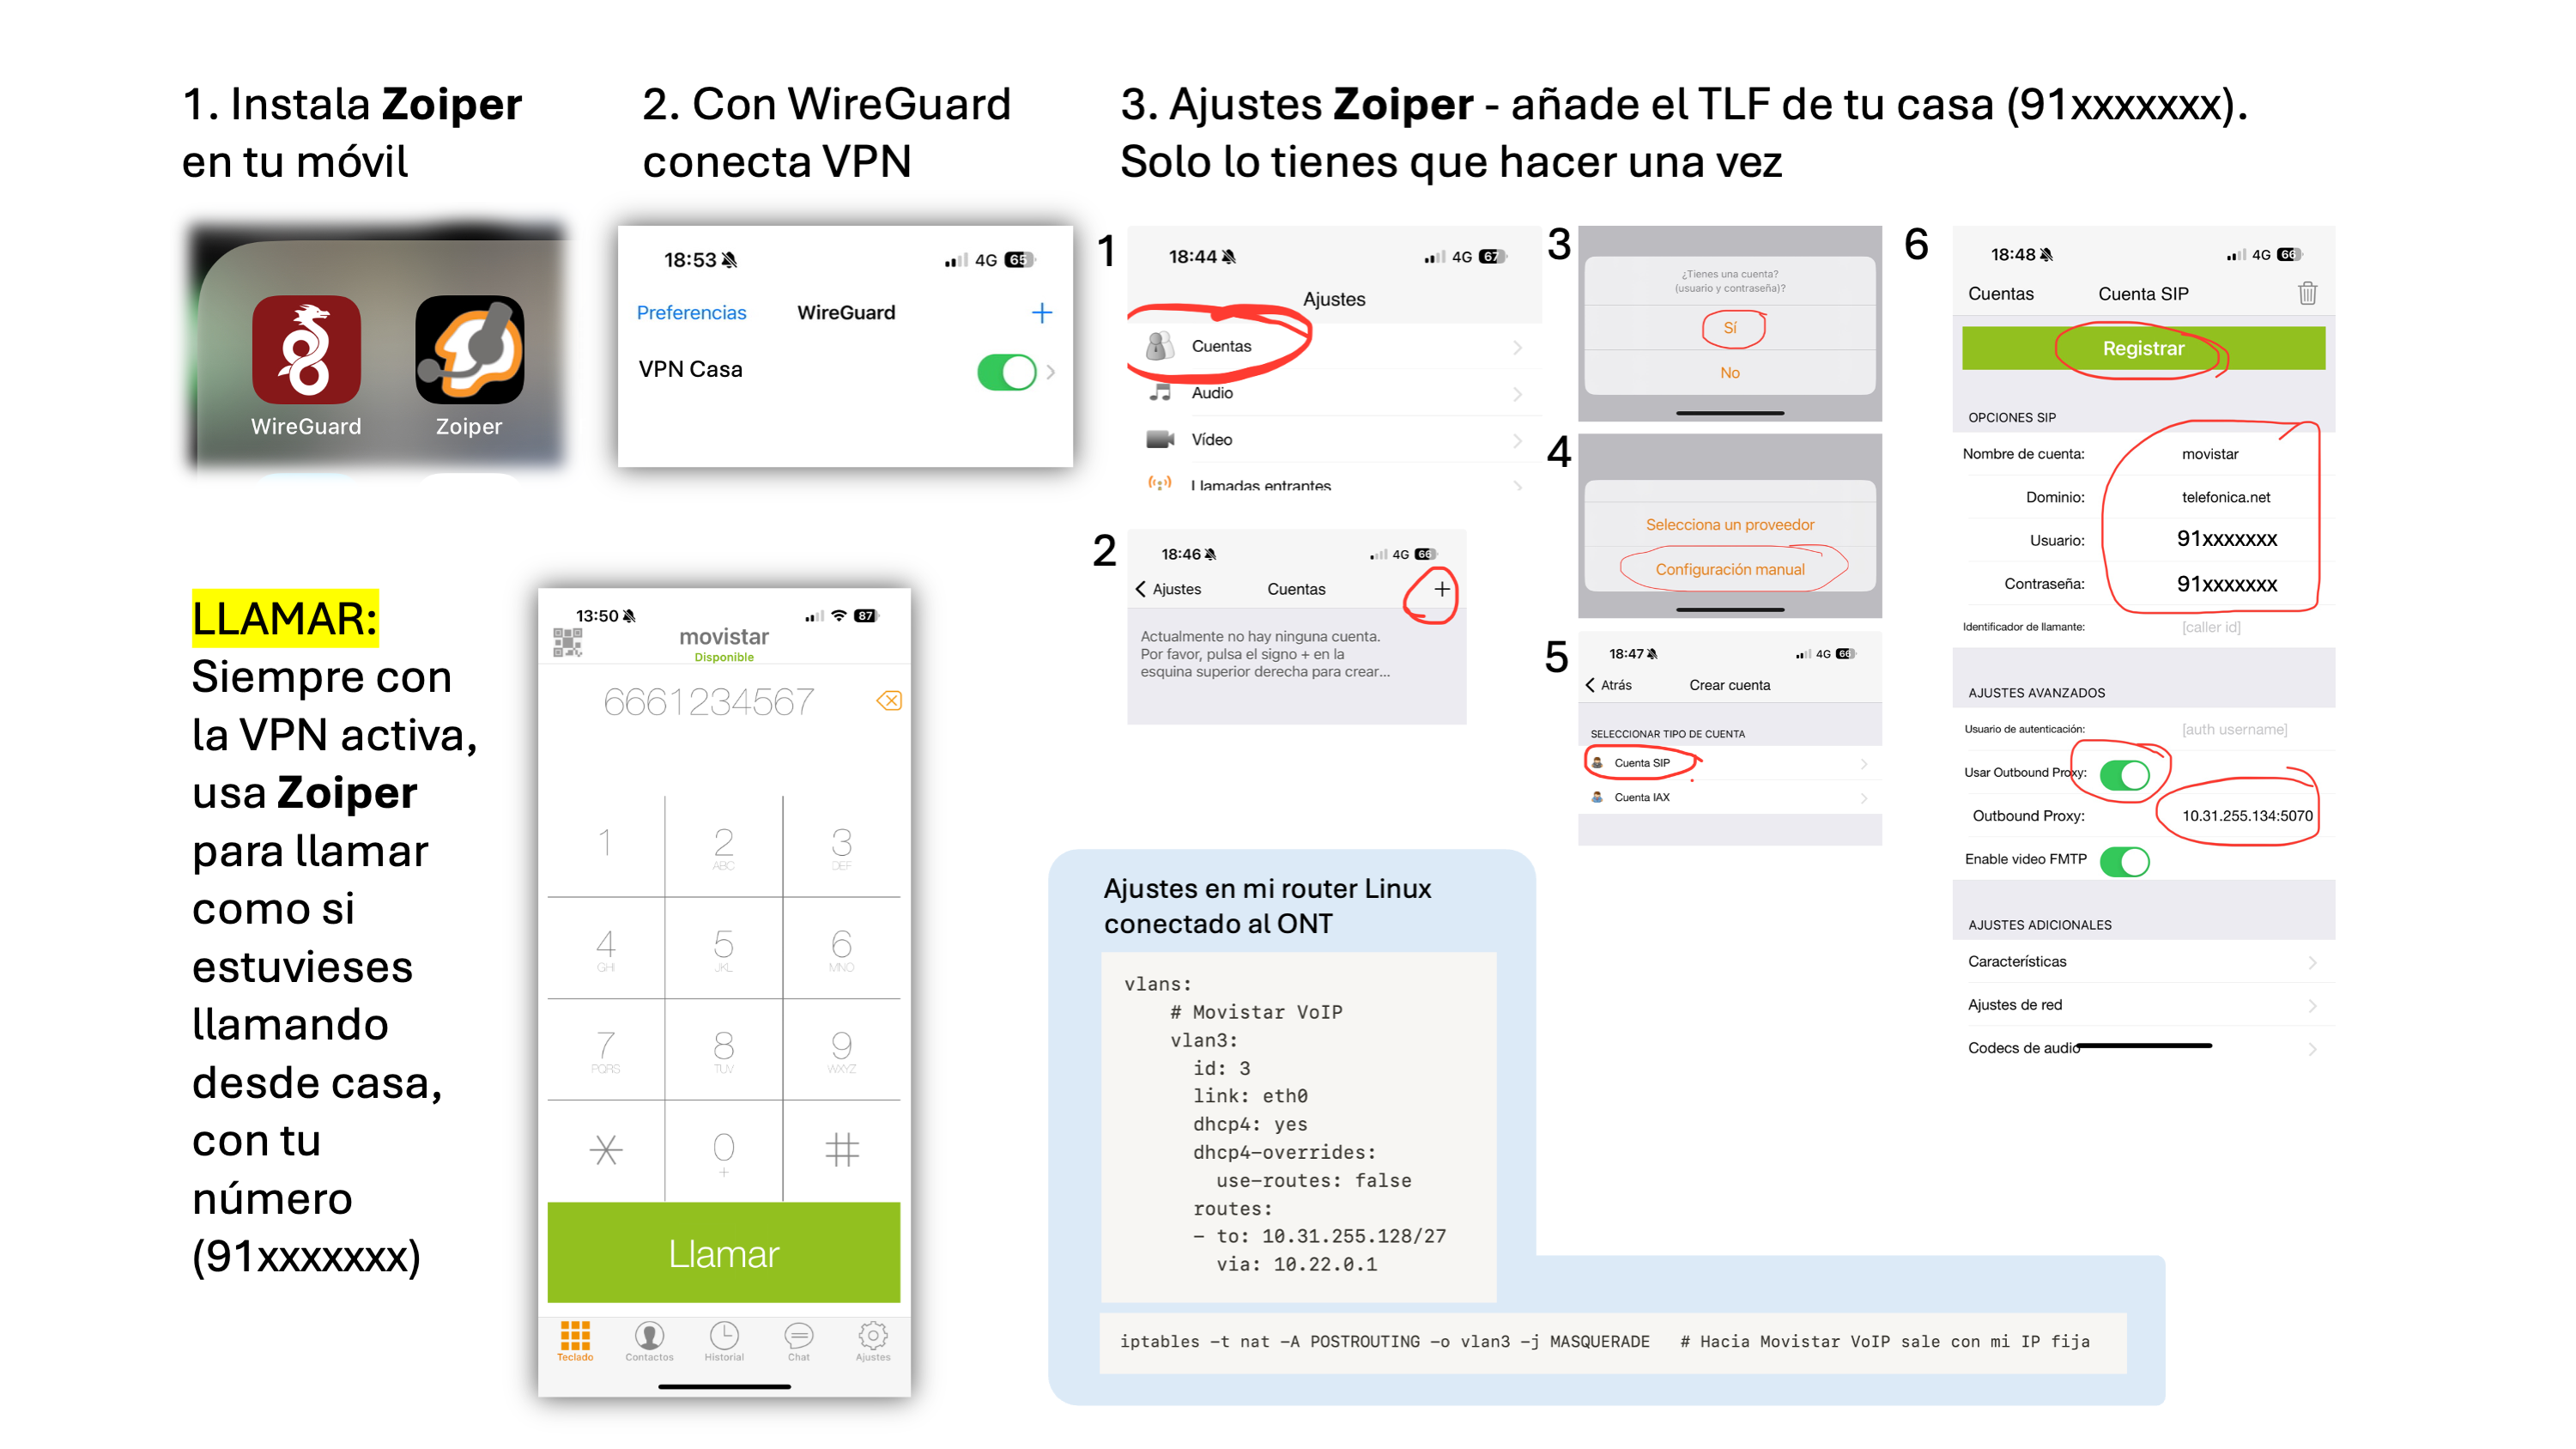 1. Instala Zoiper
en tu móvil
WireGuard
Zoiper
2. Con WireGuard
conecta VPN
18:53
4G 65
Preferencias WireGuard +
VPN Casa
3. Ajustes Zoiper - añade el TLF de tu casa (91xxxxxxx).
Solo lo tienes que hacer una vez
1
18:44
4G 67
Ajustes
Cuentas
Audio
Vídeo
Llamadas entrantes
2
18:46
4G 66
Ajustes Cuentas +
Actualmente no hay ninguna cuenta.
Por favor, pulsa el signo + en la
esquina superior derecha para crear...
3
¿Tienes una cuenta?
(usuario y contraseña)?
Sí
No
4
Selecciona un proveedor
Configuración manual
5
18:47
4G 66
Atrás Crear cuenta
SELECCIONAR TIPO DE CUENTA
Cuenta SIP
Cuenta IAX
6
18:48
4G 66
Cuentas Cuenta SIP
Registrar
OPCIONES SIP
Nombre de cuenta: movistar
Dominio: telefonica.net
Usuario: 91xxxxxxx
Contraseña: 91xxxxxxx
Identificador de llamante: [caller id]
AJUSTES AVANZADOS
Usuario de autenticación: [auth username]
Usar Outbound Proxy:
Outbound Proxy: 10.31.255.134:5070
Enable video FMTP
AJUSTES ADICIONALES
Características
Ajustes de red
Codecs de audio
LLAMAR:
Siempre con
la VPN activa,
usa Zoiper
para llamar
como si
estuvieses
llamando
desde casa,
con tu
número
(91xxxxxxx)
13:50
87
movistar
Disponible
6661234567
1 2 3
ABC DEF
4 5 6
GHI JKL MNO
7 8 9
PQRS TUV WXYZ
* 0 #
+
Llamar
Teclado Contactos Historial Chat Ajustes
Ajustes en mi router Linux
conectado al ONT
vlans:
# Movistar VoIP
vlan3:
id: 3
link: eth0
dhcp4: yes
dhcp4-overrides:
use-routes: false
routes:
- to: 10.31.255.128/27
via: 10.22.0.1
iptables -t nat -A POSTROUTING -o vlan3 -j MASQUERADE # Hacia Movistar VoIP sale con mi IP fija